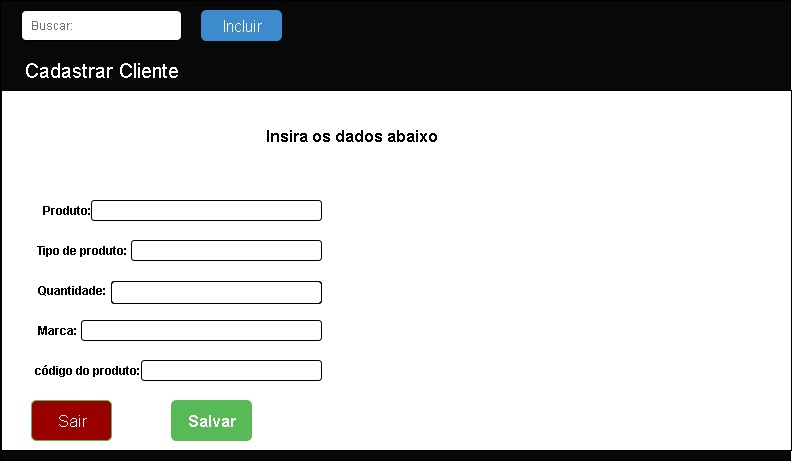 Buscar: Incluir
Cadastrar Cliente
Insira os dados abaixo
Produto:
Tipo de produto:
Quantidade:
Marca:
código do produto:
Sair Salvar